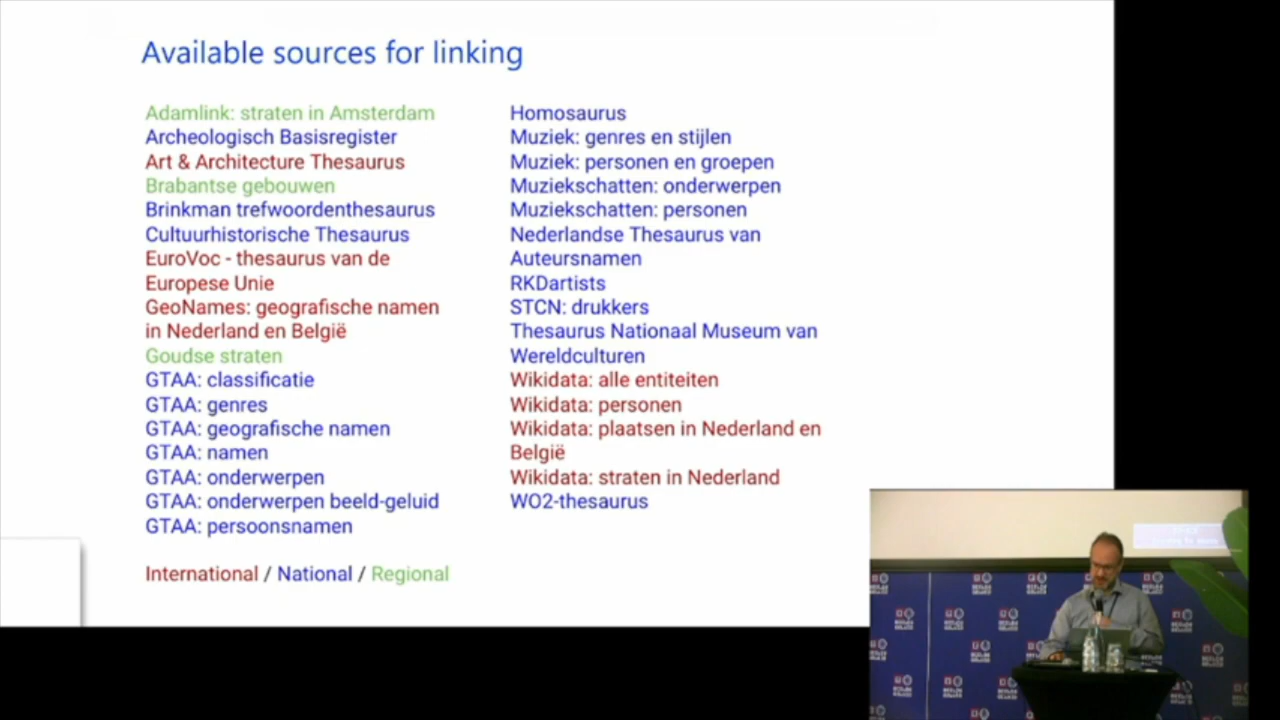 Available sources for linking
Adamlink: straten in Amsterdam
Archeologisch Basisregister
Art & Architecture Thesaurus
Brabantse gebouwen
Brinkman trefwoordenthesaurus
Cultuurhistorische Thesaurus
EuroVoc - thesaurus van de
Europese Unie
GeoNames: geografische namen
in Nederland en België
Goudse straten
GTAA: classificatie
GTAA: genres
GTAA: geografische namen
GTAA: namen
GTAA: onderwerpen
GTAA: onderwerpen beeld-geluid
GTAA: persoonsnamen
Homosaurus
Muziek: genres en stijlen
Muziek: personen en groepen
Muziekschatten: onderwerpen
Muziekschatten: personen
Nederlandse Thesaurus van
Auteursnamen
RKDartists
STCN: drukkers
Thesaurus Nationaal Museum van
Wereldculturen
Wikidata: alle entiteiten
Wikidata: personen
Wikidata: plaatsen in Nederland en
België
Wikidata: straten in Nederland
WO2-thesaurus
International / National / Regional